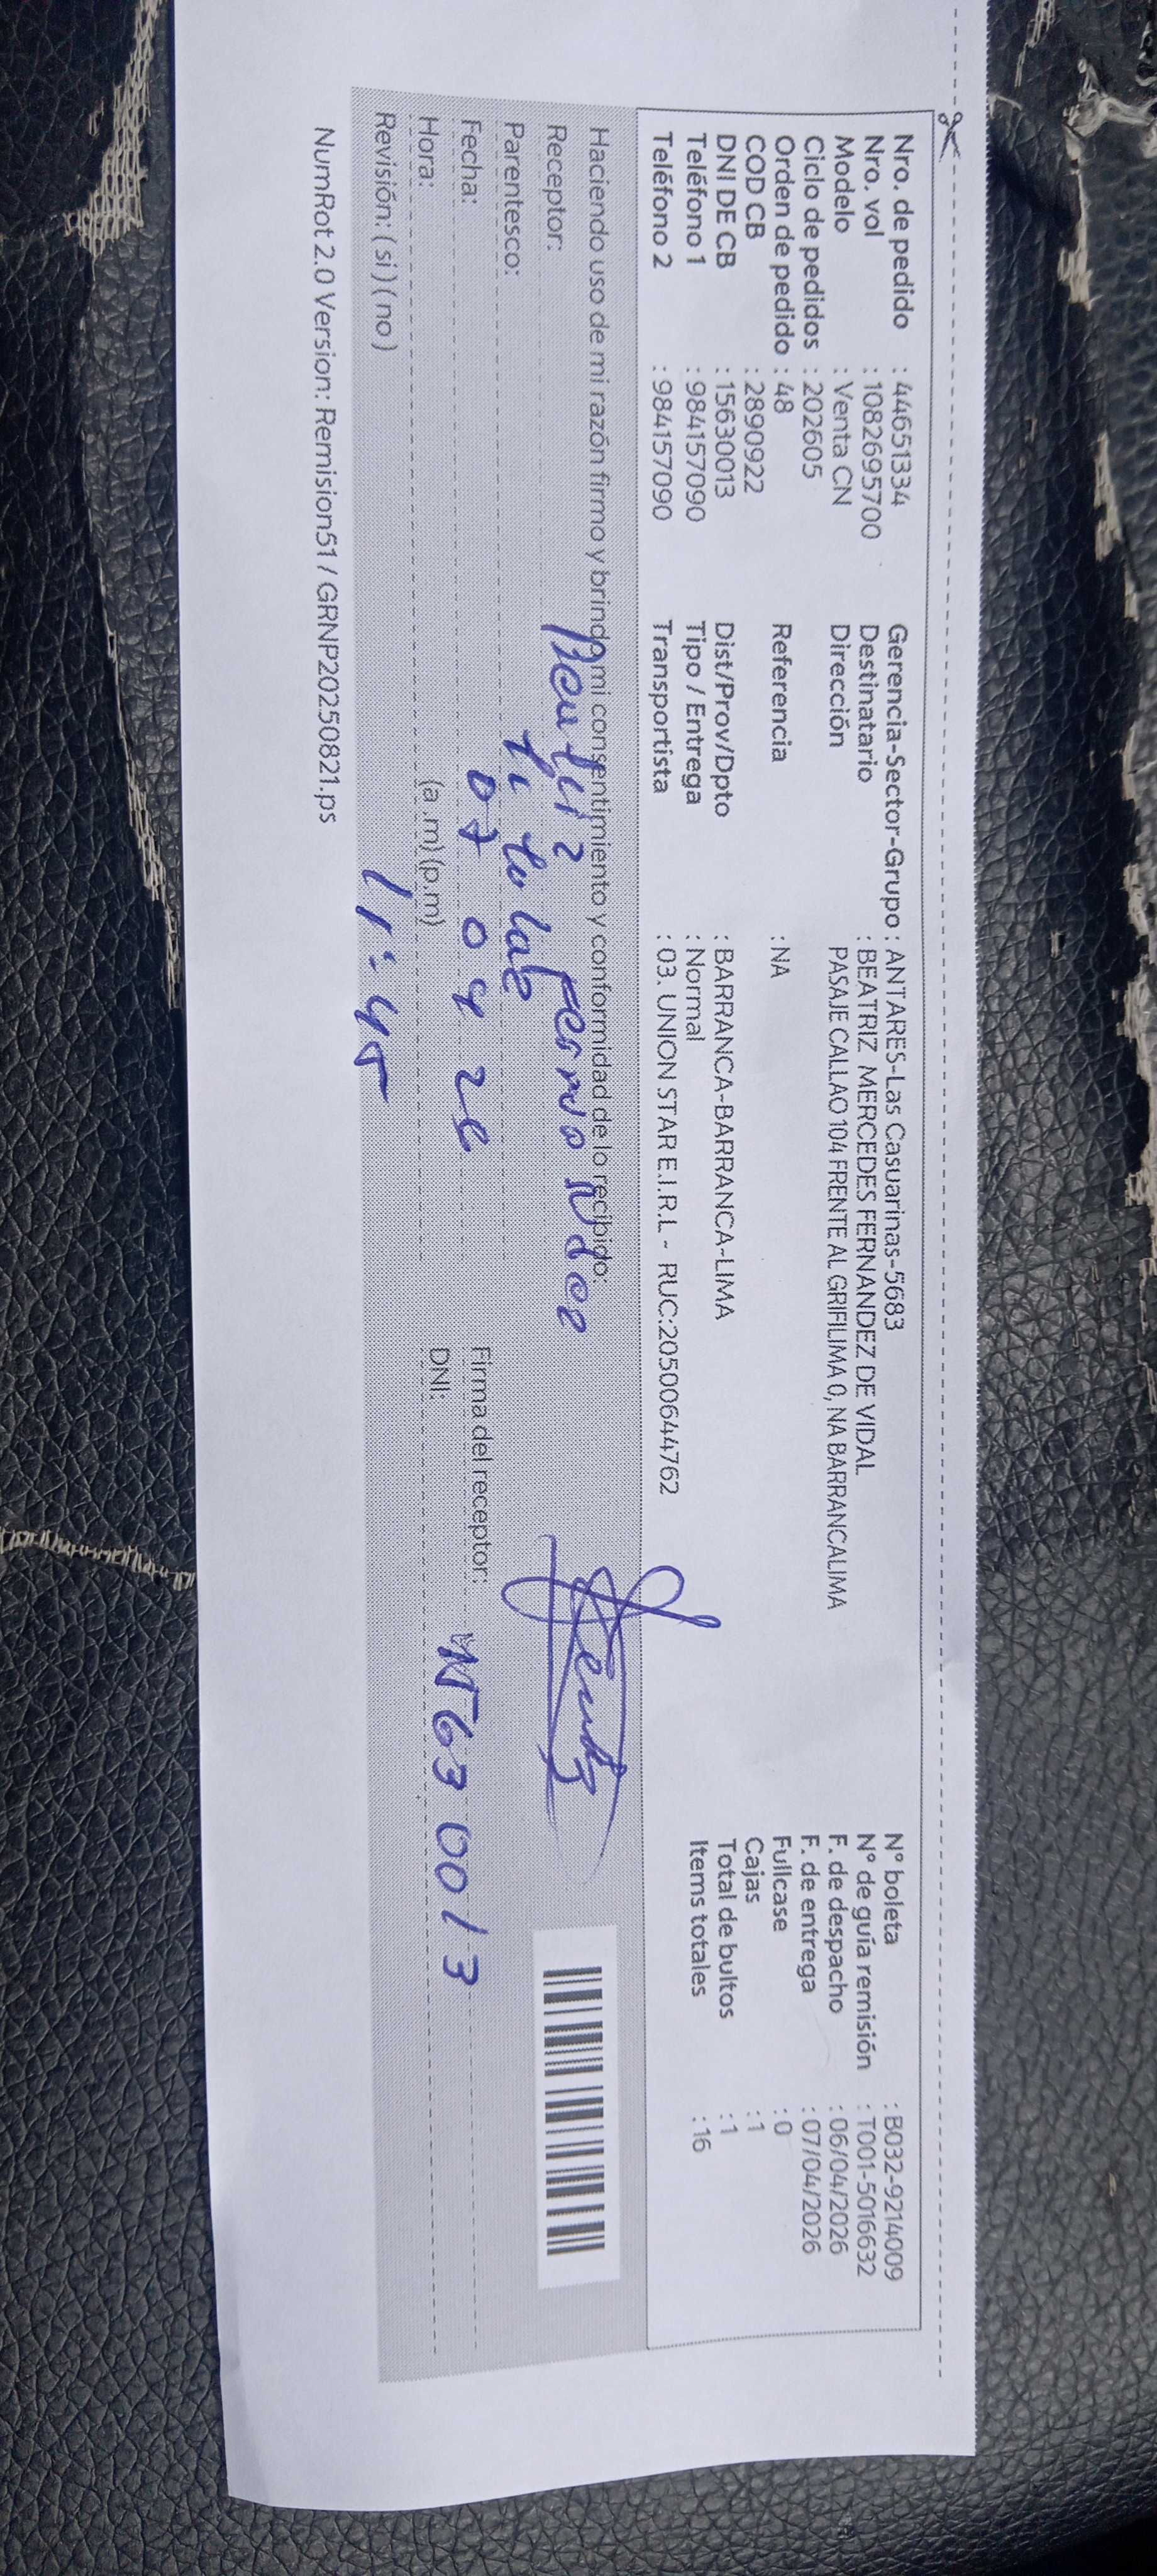 Nro. de pedido : 44651334 Gerencia-Sector-Grupo : ANTARES-Las Casuarinas-5683 N° boleta : B032-9214009
Nro. vol : 1082695700 Destinatario : BEATRIZ MERCEDES FERNANDEZ DE VIDAL N° de guía remisión : T001-5016632
Modelo : Venta CN Dirección PASAJE CALLAO 104 FRENTE AL GRIFILIMA 0, NA BARRANCALIMA F. de despacho : 06/04/2026
Ciclo de pedidos : 202605 F. de entrega : 07/04/2026
Orden de pedido : 48 Referencia : NA Fullcase : 0
COD CB : 2890922 Cajas : 1
DNI DE CB : 15630013 Dist/Prov/Dpto : BARRANCA-BARRANCA-LIMA Total de bultos : 1
Teléfono 1 : 984157090 Tipo / Entrega : Normal Items totales : 16
Teléfono 2 : 984157090 Transportista : 03. UNION STAR E.I.R.L - RUC:20500644762
Haciendo uso de mi razón firmo y brindo mi consentimiento y conformidad de lo recibido:
Receptor: Beatriz Fernandez
Parentesco: titular
Fecha: 07 04 26 Firma del receptor:
Hora: (a.m) (p.m) 11:45 DNI: 15630013
Revisión: ( si ) ( no )
NumRot 2.0 Version: Remision51 / GRNP20250821.ps